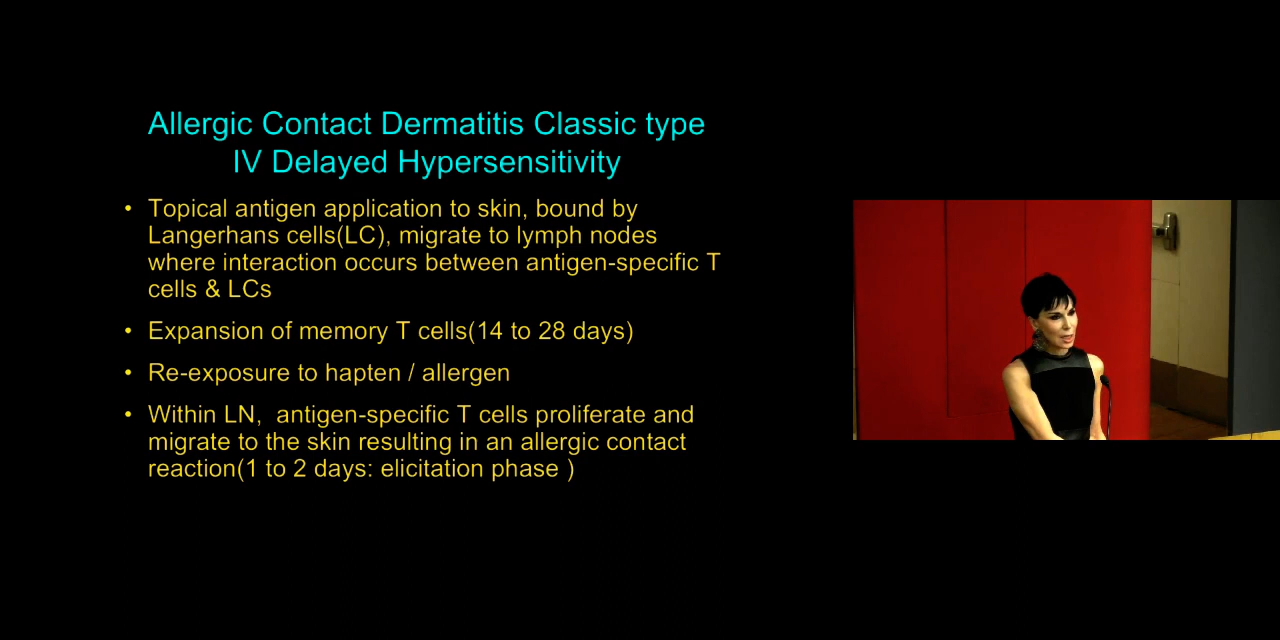 Allergic Contact Dermatitis Classic type
IV Delayed Hypersensitivity
• Topical antigen application to skin, bound by
Langerhans cells(LC), migrate to lymph nodes
where interaction occurs between antigen-specific T
cells & LCs
• Expansion of memory T cells(14 to 28 days)
• Re-exposure to hapten / allergen
• Within LN,  antigen-specific T cells proliferate and
migrate to the skin resulting in an allergic contact
reaction(1 to 2 days: elicitation phase )